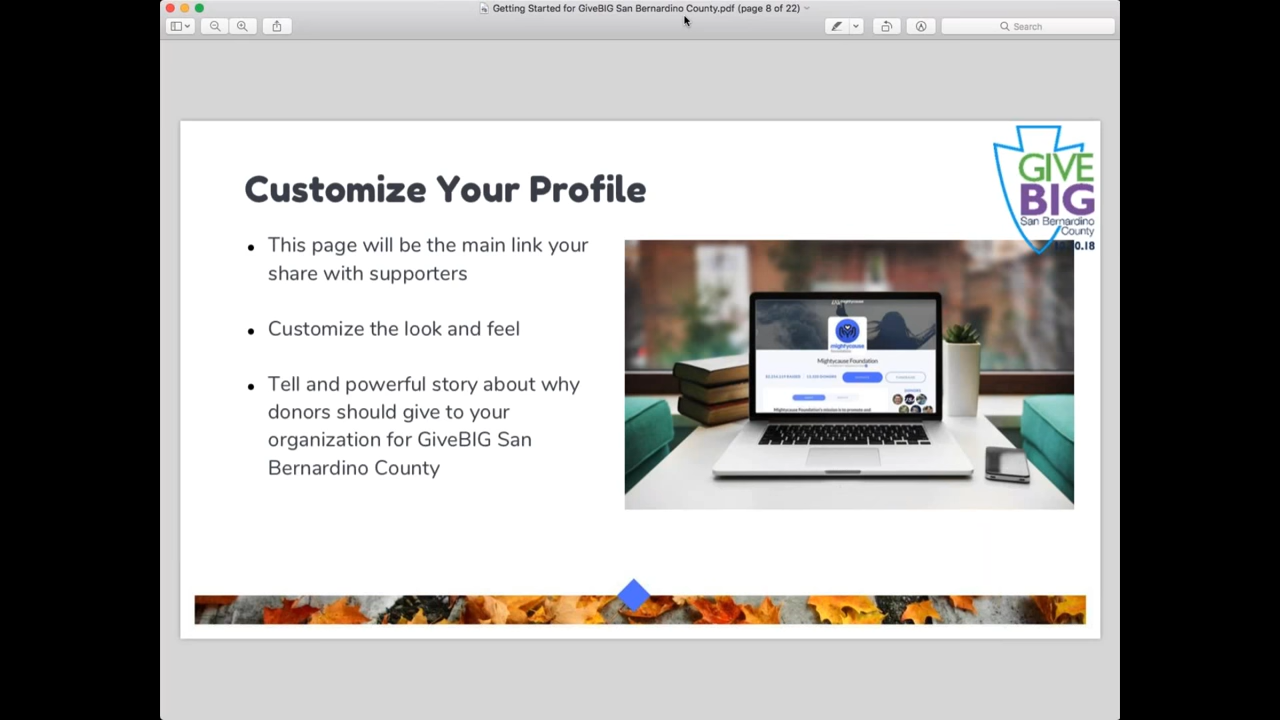 Getting Started for GiveBIG San Bernardino County.pdf (page 8 of 22)
Search
GIVE
BIG
San Bernardino
County
Customize Your Profile
• This page will be the main link your
share with supporters
• Customize the look and feel
• Tell and powerful story about why
donors should give to your
organization for GiveBIG San
Bernardino County
mightycause
Mightycause Foundation